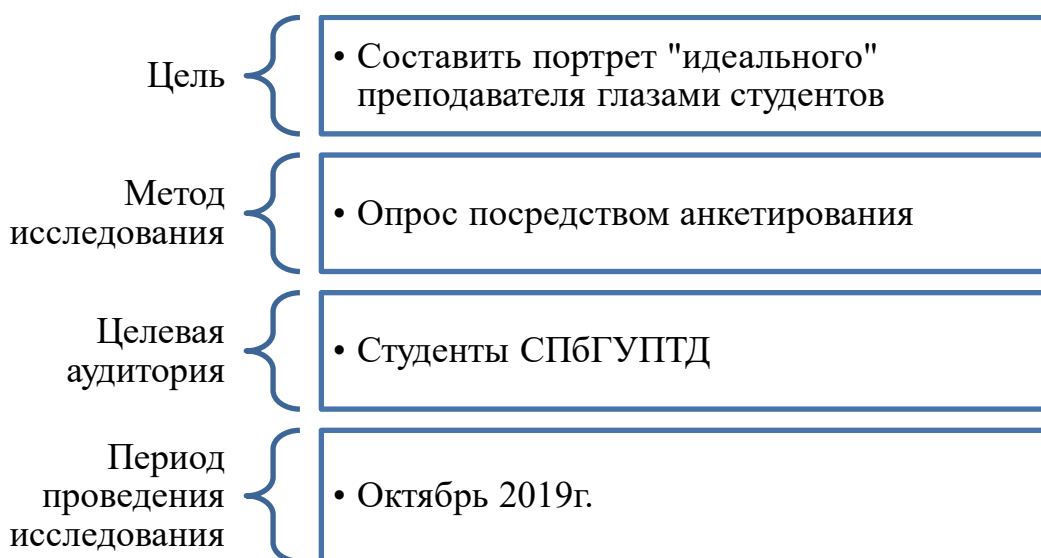 Цель
• Составить портрет "идеального"
преподавателя глазами студентов
Метод
исследования
• Опрос посредством анкетирования
Целевая
аудитория
• Студенты СПбГУПТД
Период
проведения
исследования
• Октябрь 2019г.